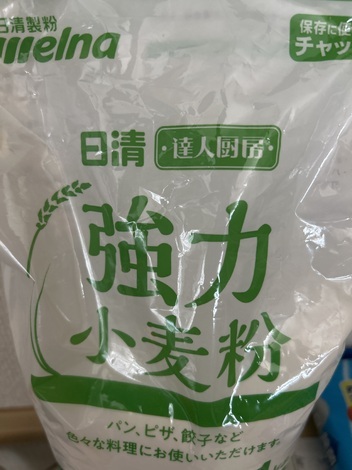 日清製粉
welna
保存に便
チャッ
日清 達人厨房
強力
小麦粉
パン、ピザ、餃子など
色々な料理にお使いいただけます。